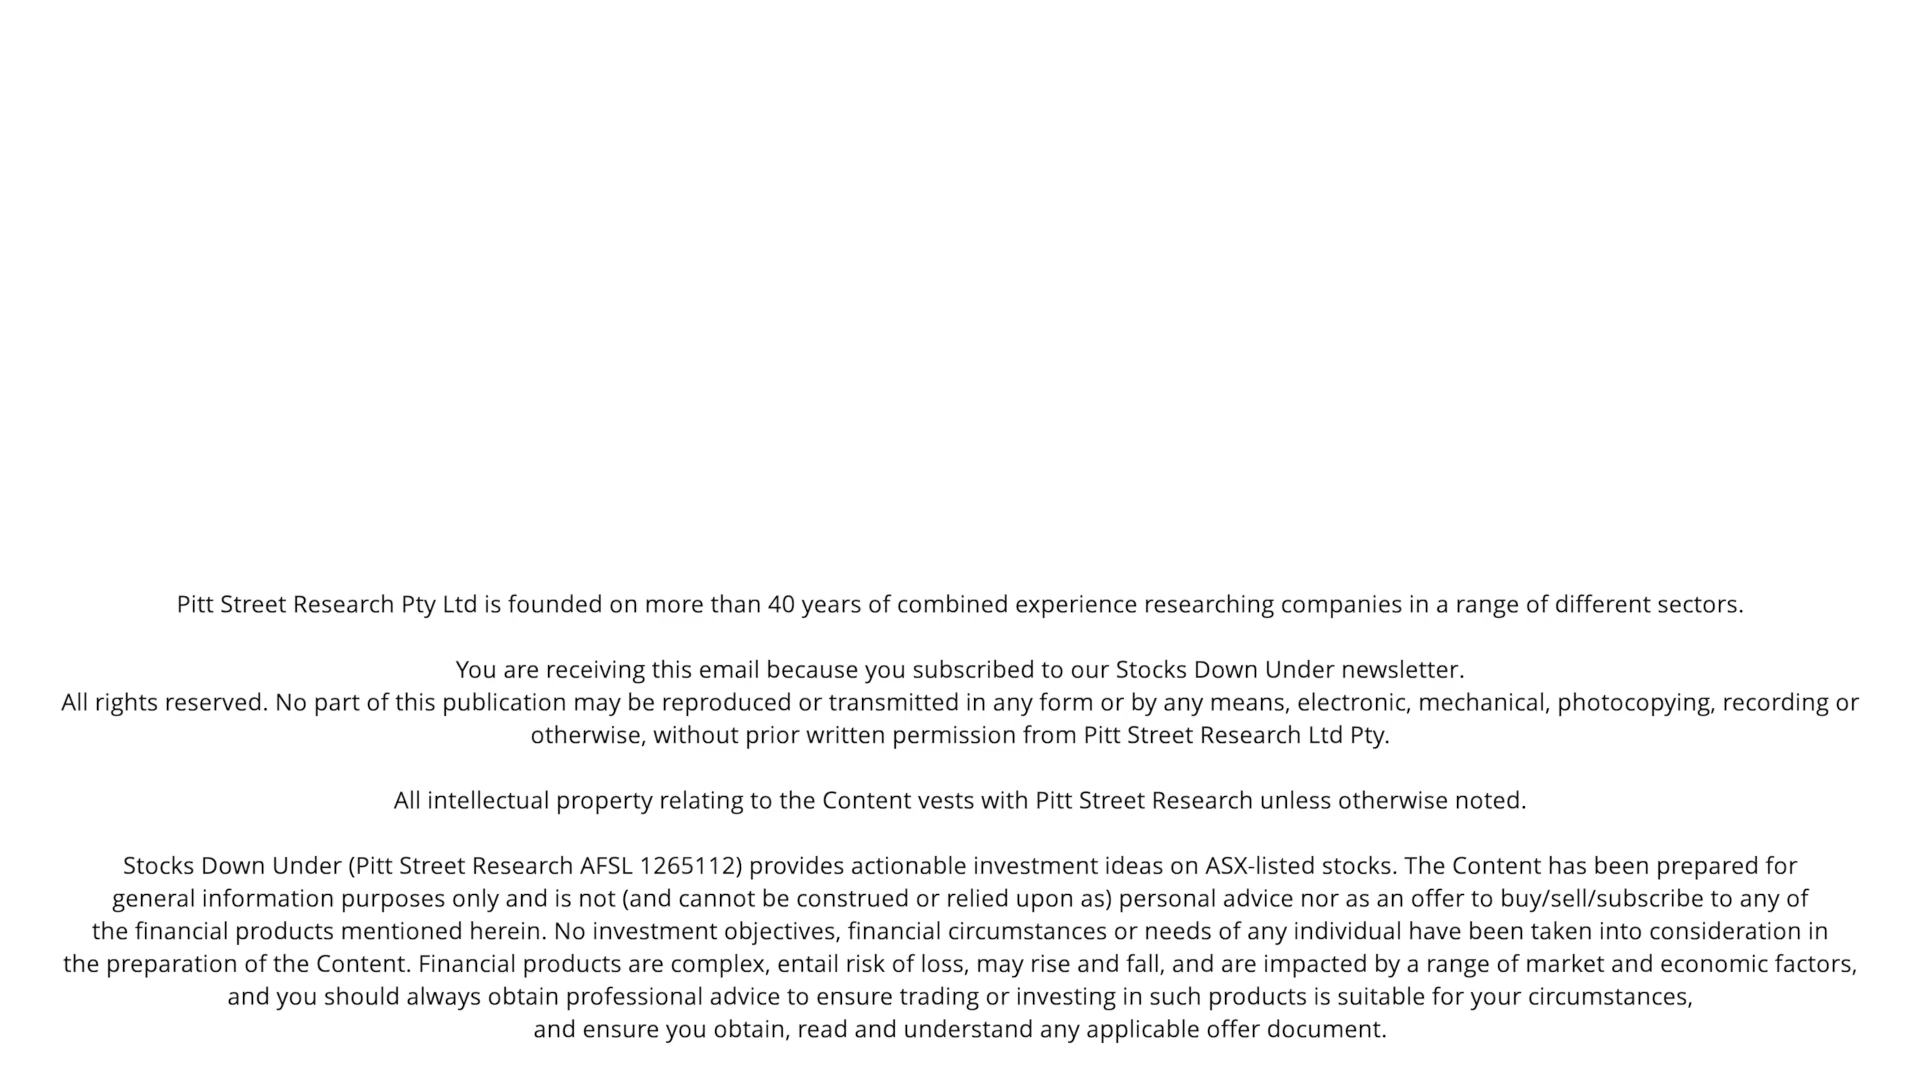 Pitt Street Research Pty Ltd is founded on more than 40 years of combined experience researching companies in a range of different sectors.
You are receiving this email because you subscribed to our Stocks Down Under newsletter.
All rights reserved. No part of this publication may be reproduced or transmitted in any form or by any means, electronic, mechanical, photocopying, recording or
otherwise, without prior written permission from Pitt Street Research Ltd Pty.
All intellectual property relating to the Content vests with Pitt Street Research unless otherwise noted.
Stocks Down Under (Pitt Street Research AFSL 1265112) provides actionable investment ideas on ASX-listed stocks. The Content has been prepared for
general information purposes only and is not (and cannot be construed or relied upon as) personal advice nor as an offer to buy/sell/subscribe to any of
the financial products mentioned herein. No investment objectives, financial circumstances or needs of any individual have been taken into consideration in
the preparation of the Content. Financial products are complex, entail risk of loss, may rise and fall, and are impacted by a range of market and economic factors,
and you should always obtain professional advice to ensure trading or investing in such products is suitable for your circumstances,
and ensure you obtain, read and understand any applicable offer document.